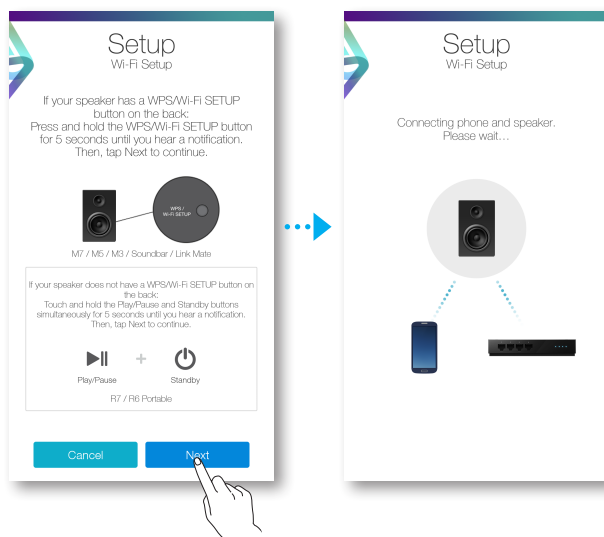 Setup
Wi-Fi Setup
If your speaker has a WPS/Wi-Fi SETUP
button on the back:
Press and hold the WPS/Wi-Fi SETUP button
for 5 seconds until you hear a notification.
Then, tap Next to continue.
WPS /
Wi-Fi SETUP
M7 / M5 / M3 / Soundbar / Link Mate
If your speaker does not have a WPS/Wi-Fi SETUP button on
the back:
Touch and hold the Play/Pause and Standby buttons
simultaneously for 5 seconds until you hear a notification.
Then, tap Next to continue.
+
Play/Pause
Standby
R7 / R6 Portable
Cancel
Next
Setup
Wi-Fi Setup
Connecting phone and speaker.
Please wait...